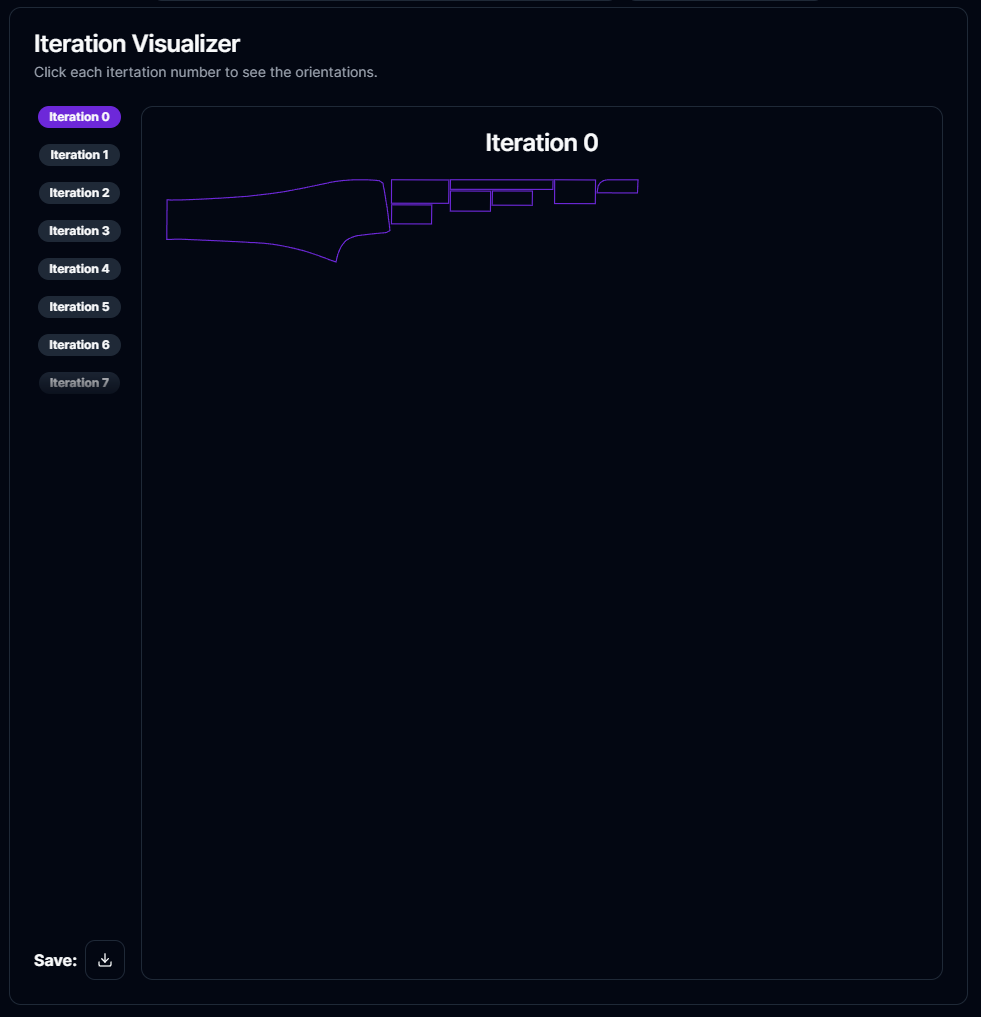 Iteration Visualizer
Click each itertation number to see the orientations.
Iteration 0
Iteration 1
Iteration 2
Iteration 3
Iteration 4
Iteration 5
Iteration 6
Iteration 7
Iteration 0
Save: